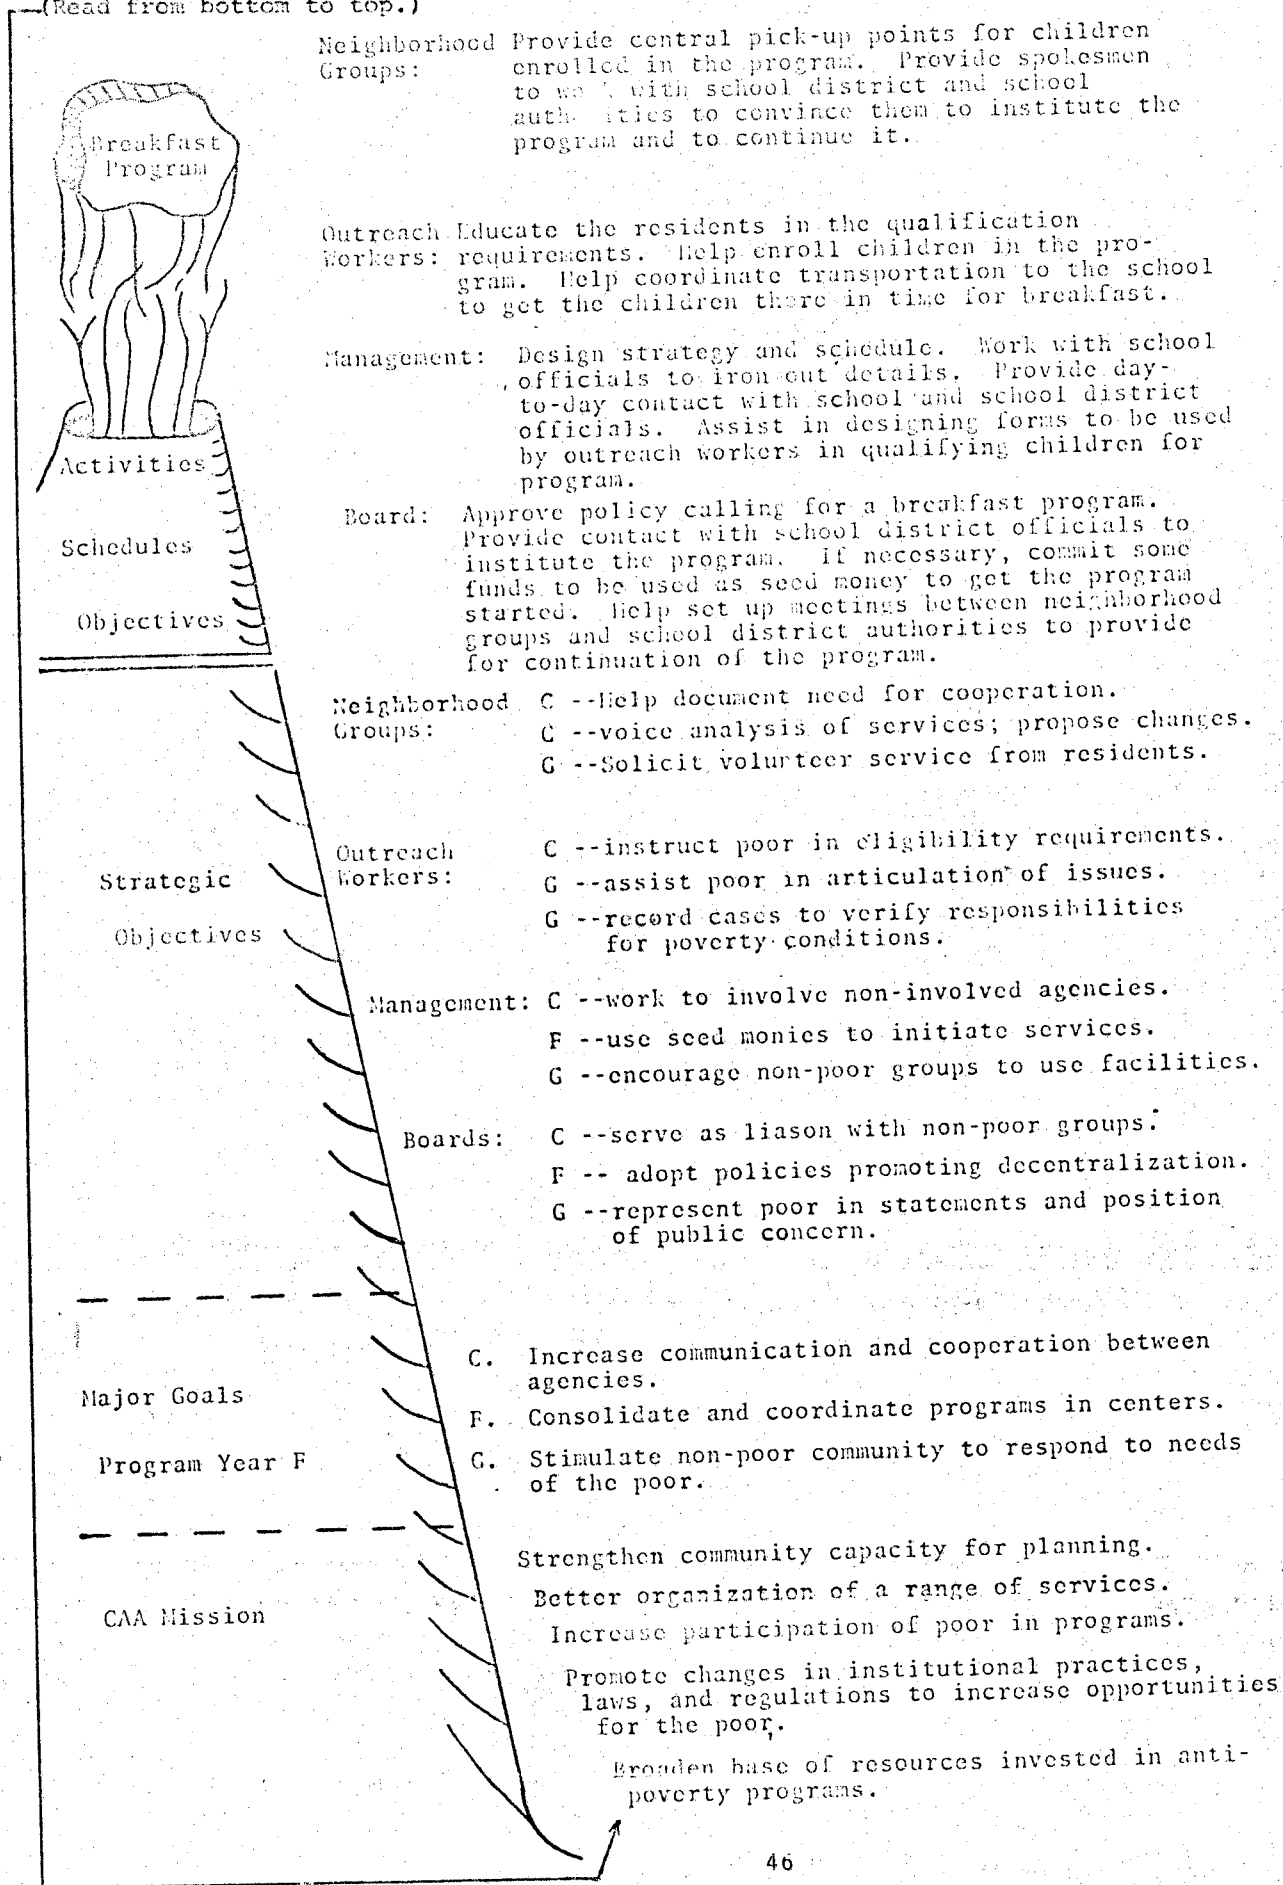 (Read from bottom to top.)
Neighborhood Provide central pick-up points for children
Groups: enrolled in the program. Provide spokesmen
to with school district and school
to convince them to institute the
program and to continue it.
Breakfast
Program
Outreach Educate the residents in the qualification
Workers: requirements. Help enroll children in the pro-
gram. Help coordinate transportation to the school
to get the children there in time for breakfast.
Management: Design strategy and schedule. Work with school
officials to iron out details. Provide day-
to-day contact with school and school district
officials. Assist in designing forms to be used
by outreach workers in qualifying children for
program.
Activities
Board: Approve policy calling for a breakfast program.
Provide contact with school district officials to
institute the program. If necessary, commit some
funds to be used as seed money to get the program
started. Help set up meetings between neighborhood
groups and school district authorities to provide
for continuation of the program.
Schedules
Objectives
Neighborhood C --Help document need for cooperation.
Groups: C --voice analysis of services; propose changes.
G --Solicit volunteer service from residents.
Outreach C --instruct poor in eligibility requirements.
Workers: G --assist poor in articulation of issues.
G --record cases to verify responsibilities
for poverty conditions.
Strategic
Objectives
Management: C --work to involve non-involved agencies.
F --use seed monies to initiate services.
G --encourage non-poor groups to use facilities.
Boards: C --serve as liason with non-poor groups.
F -- adopt policies promoting decentralization.
G --represent poor in statements and position
of public concern.
C. Increase communication and cooperation between
agencies.
Major Goals
F. Consolidate and coordinate programs in centers.
Program Year F
G. Stimulate non-poor community to respond to needs
of the poor.
Strengthen community capacity for planning.
Better organization of a range of services.
CAA Mission
Increase participation of poor in programs.
Promote changes in institutional practices,
laws, and regulations to increase opportunities
for the poor.
Broaden base of resources invested in anti-
poverty programs.
46